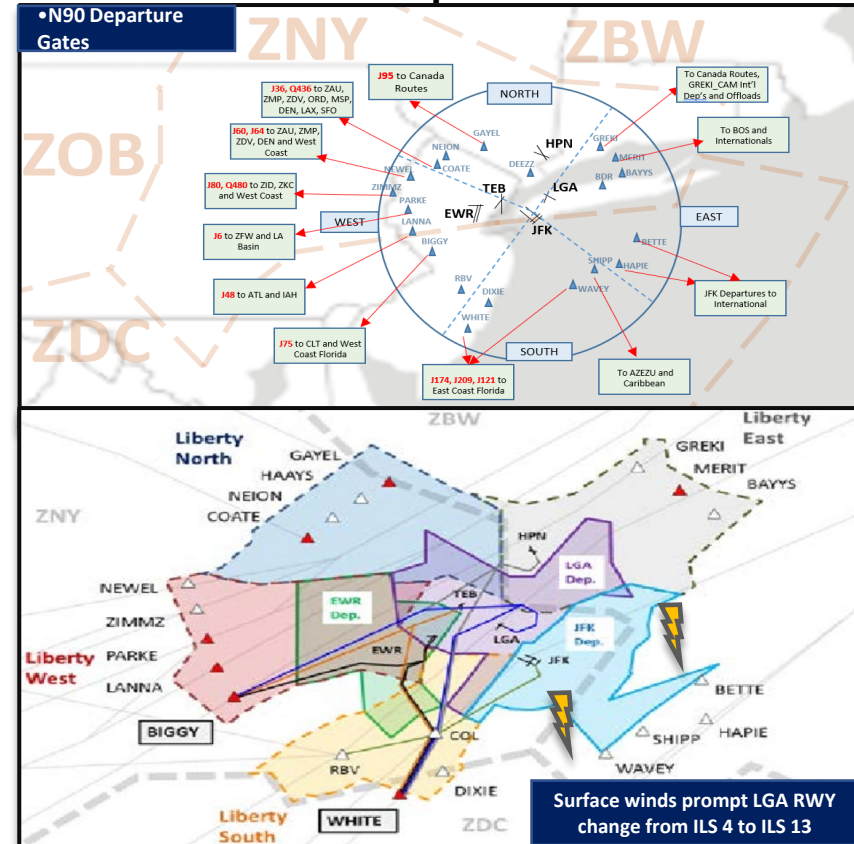 •N90 Departure
Gates
ZNY
ZBW
ZOB
ZDC
J36, Q436 to ZAU,
ZMP, ZDV, ORD, MSP,
DEN, LAX, SFO
J95 to Canada
Routes
To Canada Routes,
GREKI_CAM Int'l
Dep's and Offloads
J60, J64 to ZAU, ZMP,
ZDV, DEN and West
Coast
To BOS and
Internationals
J80, Q480 to ZID, ZKC
and West Coast
J6 to ZFW and LA
Basin
J48 to ATL and IAH
J75 to CLT and West
Coast Florida
J174, J209, J121 to
East Coast Florida
To AZEZU and
Caribbean
JFK Departures to
International
NORTH
WEST
EAST
SOUTH
GAYEL
NEION
COATE
NEWEL
ZIMMZ
PARKE
LANNA
BIGGY
RBV
DIXIE
WHITE
DEEZZ
HPN
GREKI
MERIT
BAYYS
BDR
TEB
LGA
EWR
JFK
BETTE
SHIPP
HAPIE
WAVEY
ZBW
Liberty
North
Liberty
East
GAYEL
HAAYS
NEION
COATE
GREKI
MERIT
BAYYS
ZNY
HPN
LGA
Dep.
NEWEL
ZIMMZ
PARKE
LANNA
Liberty
West
EWR
Dep.
TEB
EWR
LGA
JFK
Dep.
JFK
BIGGY
COL
RBV
DIXIE
BETTE
HAPIE
SHIPP
WAVEY
Liberty
South
WHITE
ZDC
Surface winds prompt LGA RWY
change from ILS 4 to ILS 13